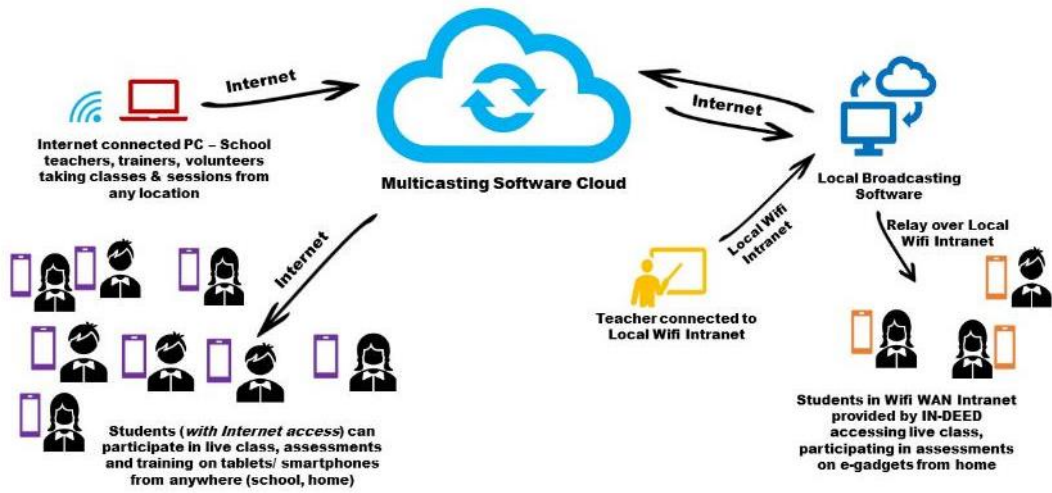 Internet
Internet connected PC – School
teachers, trainers, volunteers
taking classes & sessions from
any location
Multicasting Software Cloud
Internet
Local Broadcasting
Software
Internet
Local Wifi
Intranet
Relay over Local
Wifi Intranet
Teacher connected to
Local Wifi Intranet
Students (with Internet access) can
participate in live class, assessments
and training on tablets/ smartphones
from anywhere (school, home)
Students in Wifi WAN Intranet
provided by IN-DEED
accessing live class,
participating in assessments
on e-gadgets from home